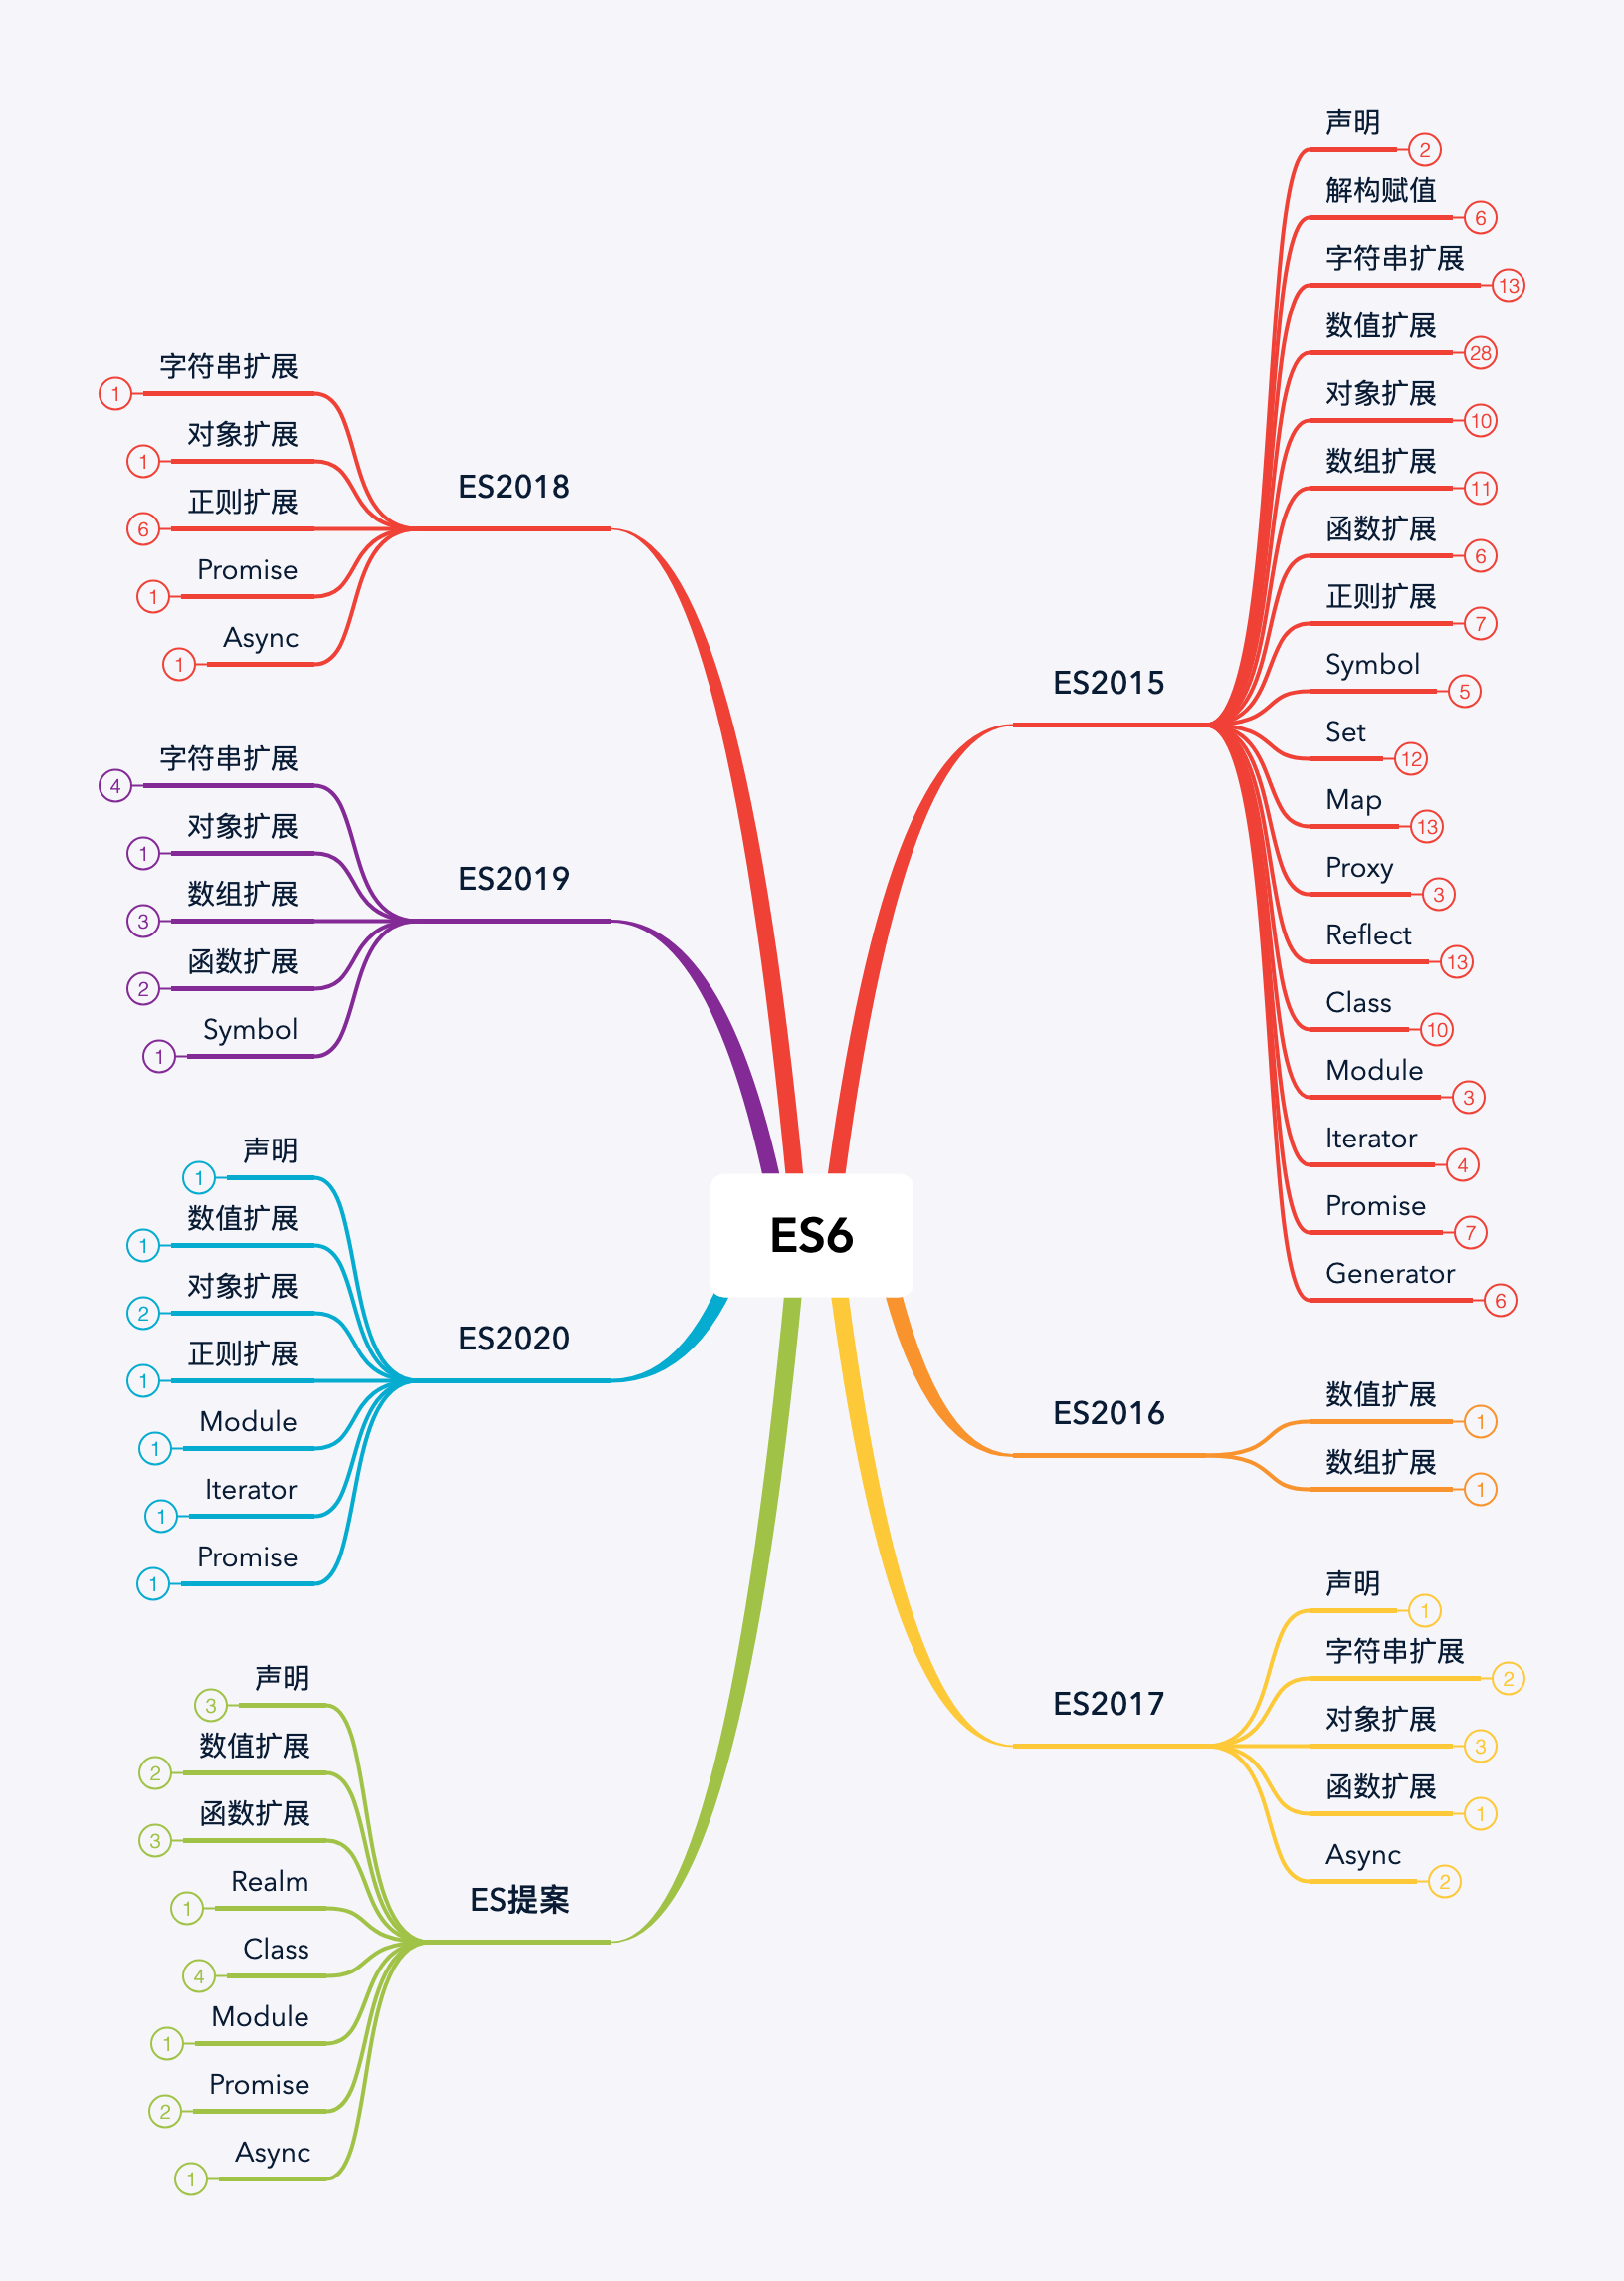 ES6
ES2015
声明
2
解构赋值
6
字符串扩展
13
数值扩展
28
对象扩展
10
数组扩展
11
函数扩展
6
正则扩展
7
Symbol
5
Set
12
Map
13
Proxy
3
Reflect
13
Class
10
Module
3
Iterator
4
Promise
7
Generator
6
ES2016
数值扩展
1
数组扩展
1
ES2017
声明
1
字符串扩展
2
对象扩展
3
函数扩展
1
Async
2
ES2018
字符串扩展
1
对象扩展
1
正则扩展
6
Promise
1
Async
1
ES2019
字符串扩展
4
对象扩展
1
数组扩展
3
函数扩展
2
Symbol
1
ES2020
声明
1
数值扩展
1
对象扩展
2
正则扩展
1
Module
1
Iterator
1
Promise
1
ES提案
声明
3
数值扩展
2
函数扩展
3
Realm
1
Class
4
Module
1
Promise
2
Async
1